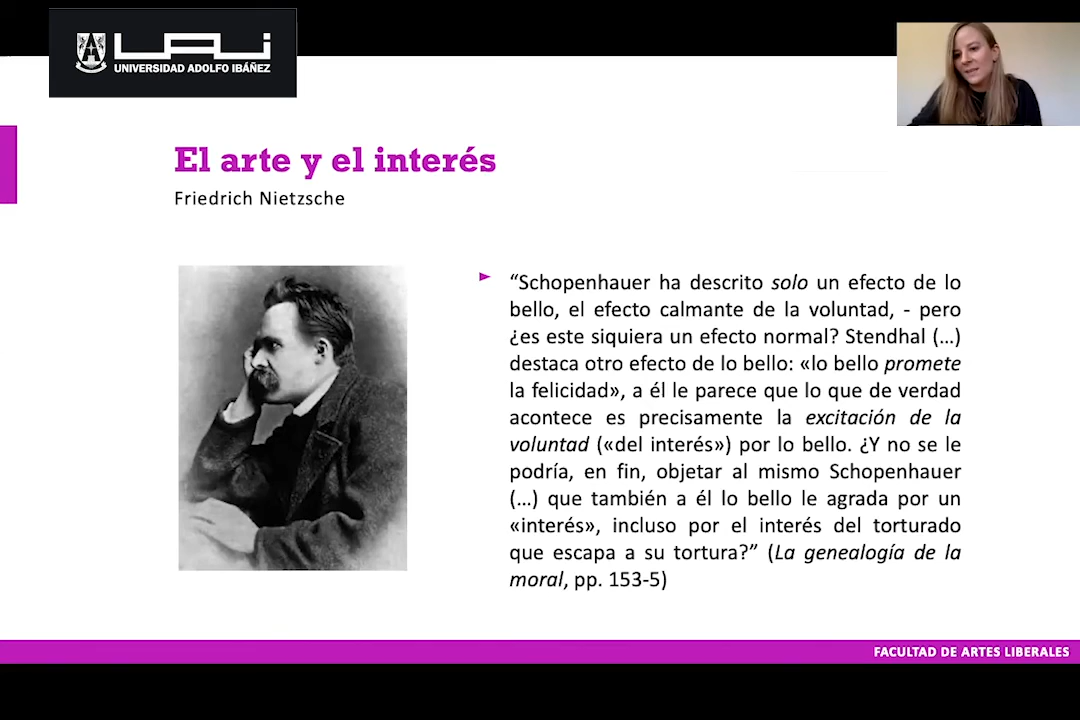 UAI
UNIVERSIDAD ADOLFO IBÁÑEZ
El arte y el interés
Friedrich Nietzsche
“Schopenhauer ha descrito solo un efecto de lo
bello, el efecto calmante de la voluntad, - pero
¿es este siquiera un efecto normal? Stendhal (…)
destaca otro efecto de lo bello: «lo bello promete
la felicidad», a él le parece que lo que de verdad
acontece es precisamente la excitación de la
voluntad («del interés») por lo bello. ¿Y no se le
podría, en fin, objetar al mismo Schopenhauer
(…) que también a él lo bello le agrada por un
«interés», incluso por el interés del torturado
que escapa a su tortura?” (La genealogía de la
moral, pp. 153-5)
FACULTAD DE ARTES LIBERALES